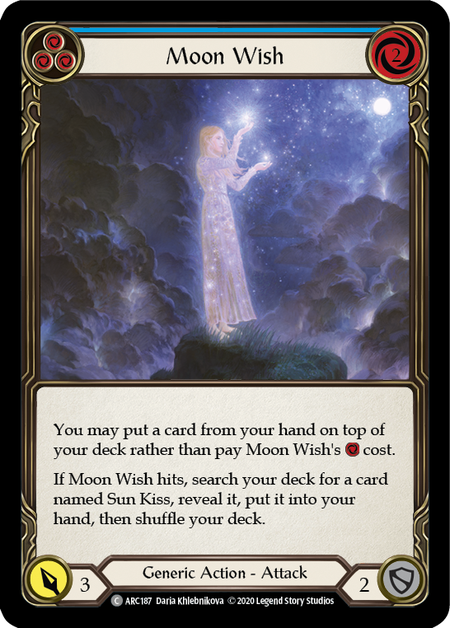 2
Moon Wish
You may put a card from your hand on top of
your deck rather than pay Moon Wish's cost.
If Moon Wish hits, search your deck for a card
named Sun Kiss, reveal it, put it into your
hand, then shuffle your deck.
3
Generic Action - Attack
2
C ARC187 Daria Khlebnikova © 2020 Legend Story Studios